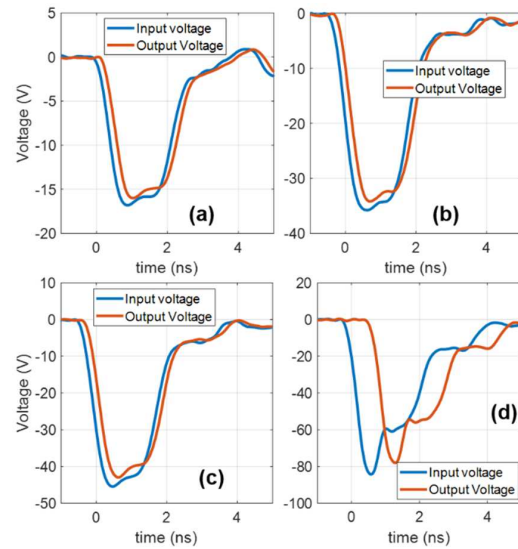 5
0
-5
-10
-15
-20
Voltage (V)
Input voltage
Output Voltage
(a)
0
2
4
time (ns)
0
-10
-20
-30
-40
Input voltage
Output Voltage
(b)
0
2
4
time (ns)
10
0
-10
-20
-30
-40
-50
Voltage (V)
Input voltage
Output Voltage
(c)
0
2
4
time (ns)
20
0
-20
-40
-60
-80
-100
(d)
Input voltage
Output Voltage
0
2
4
time (ns)